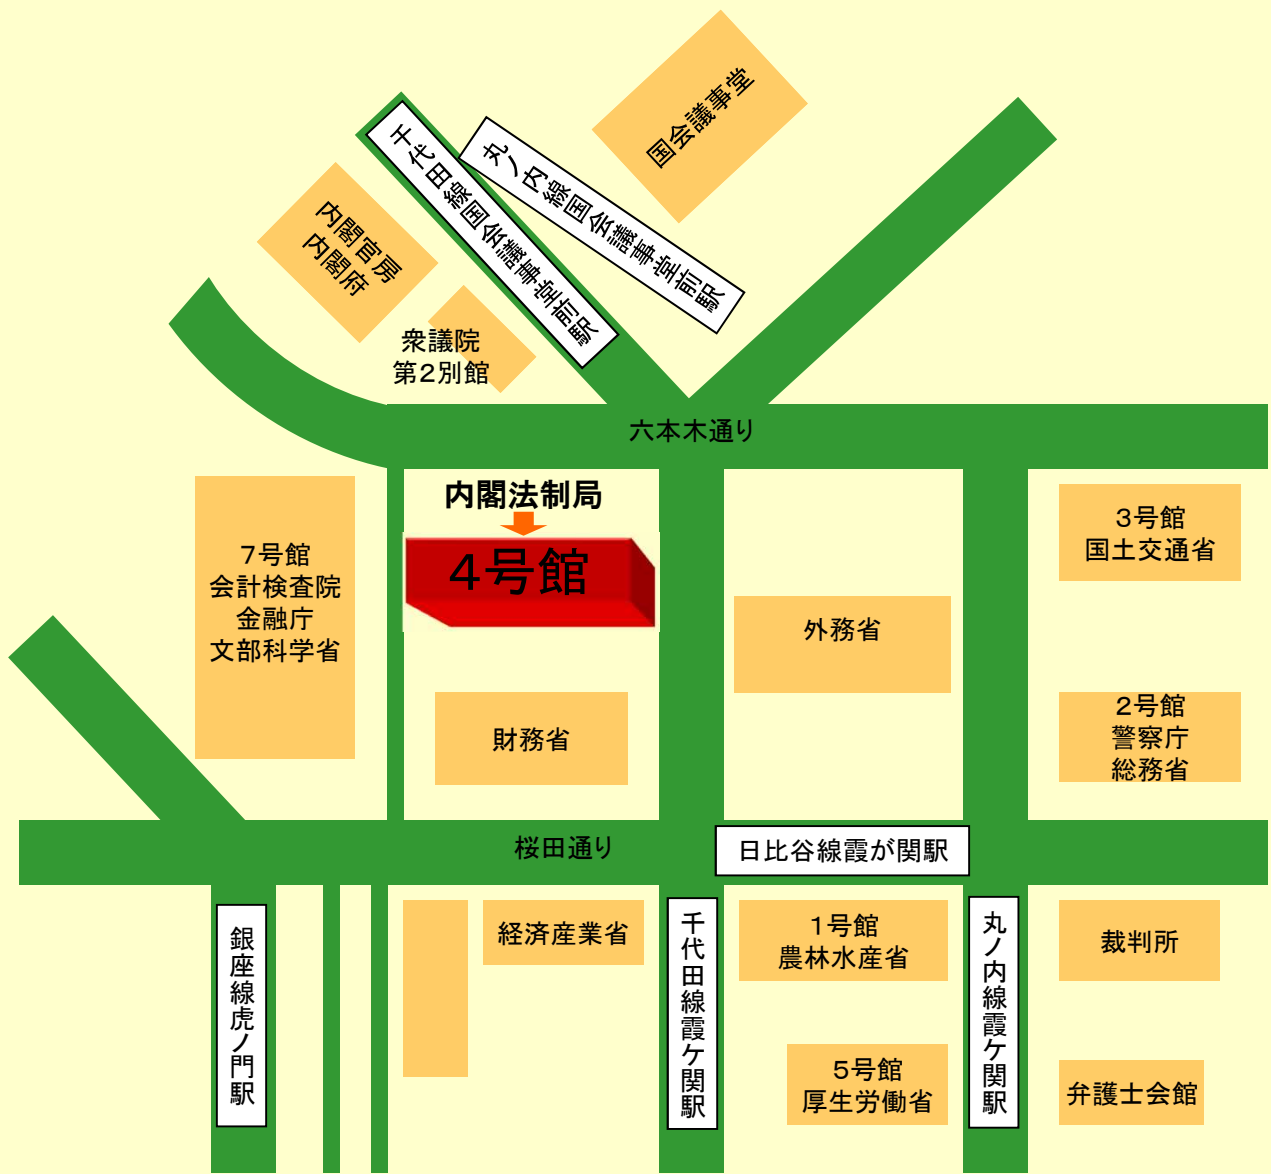 国会議事堂
千代田線国会議事堂前駅
丸ノ内線国会議事堂前駅
内閣官房
内閣府
衆議院
第2別館
六本木通り
内閣法制局
4号館
7号館
会計検査院
金融庁
文部科学省
3号館
国土交通省
外務省
財務省
2号館
警察庁
総務省
桜田通り
日比谷線霞が関駅
銀座線虎ノ門駅
経済産業省
千代田線霞ケ関駅
1号館
農林水産省
丸ノ内線霞ケ関駅
裁判所
5号館
厚生労働省
弁護士会館